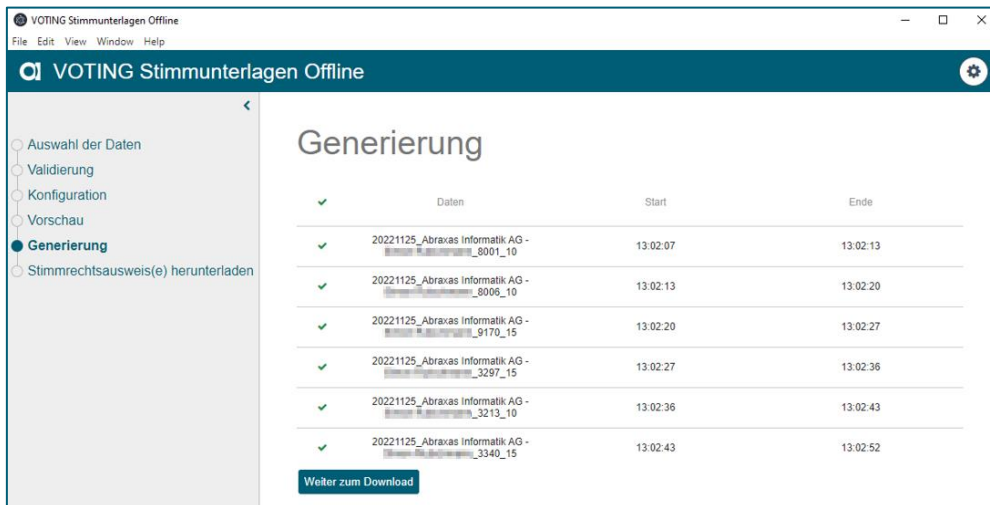 VOTING Stimmunterlagen Offline
File Edit View Window Help
VOTING Stimmunterlagen Offline
Auswahl der Daten
Validierung
Konfiguration
Vorschau
Generierung
Stimmrechtsausweis(e) herunterladen
Generierung
Daten Start Ende
20221125_Abraxas Informatik AG -
_8001_10
13:02:07 13:02:13
20221125_Abraxas Informatik AG -
_8006_10
13:02:13 13:02:20
20221125_Abraxas Informatik AG -
_9170_15
13:02:20 13:02:27
20221125_Abraxas Informatik AG -
_3297_15
13:02:27 13:02:36
20221125_Abraxas Informatik AG -
_3213_10
13:02:36 13:02:43
20221125_Abraxas Informatik AG -
_3340_15
13:02:43 13:02:52
Weiter zum Download